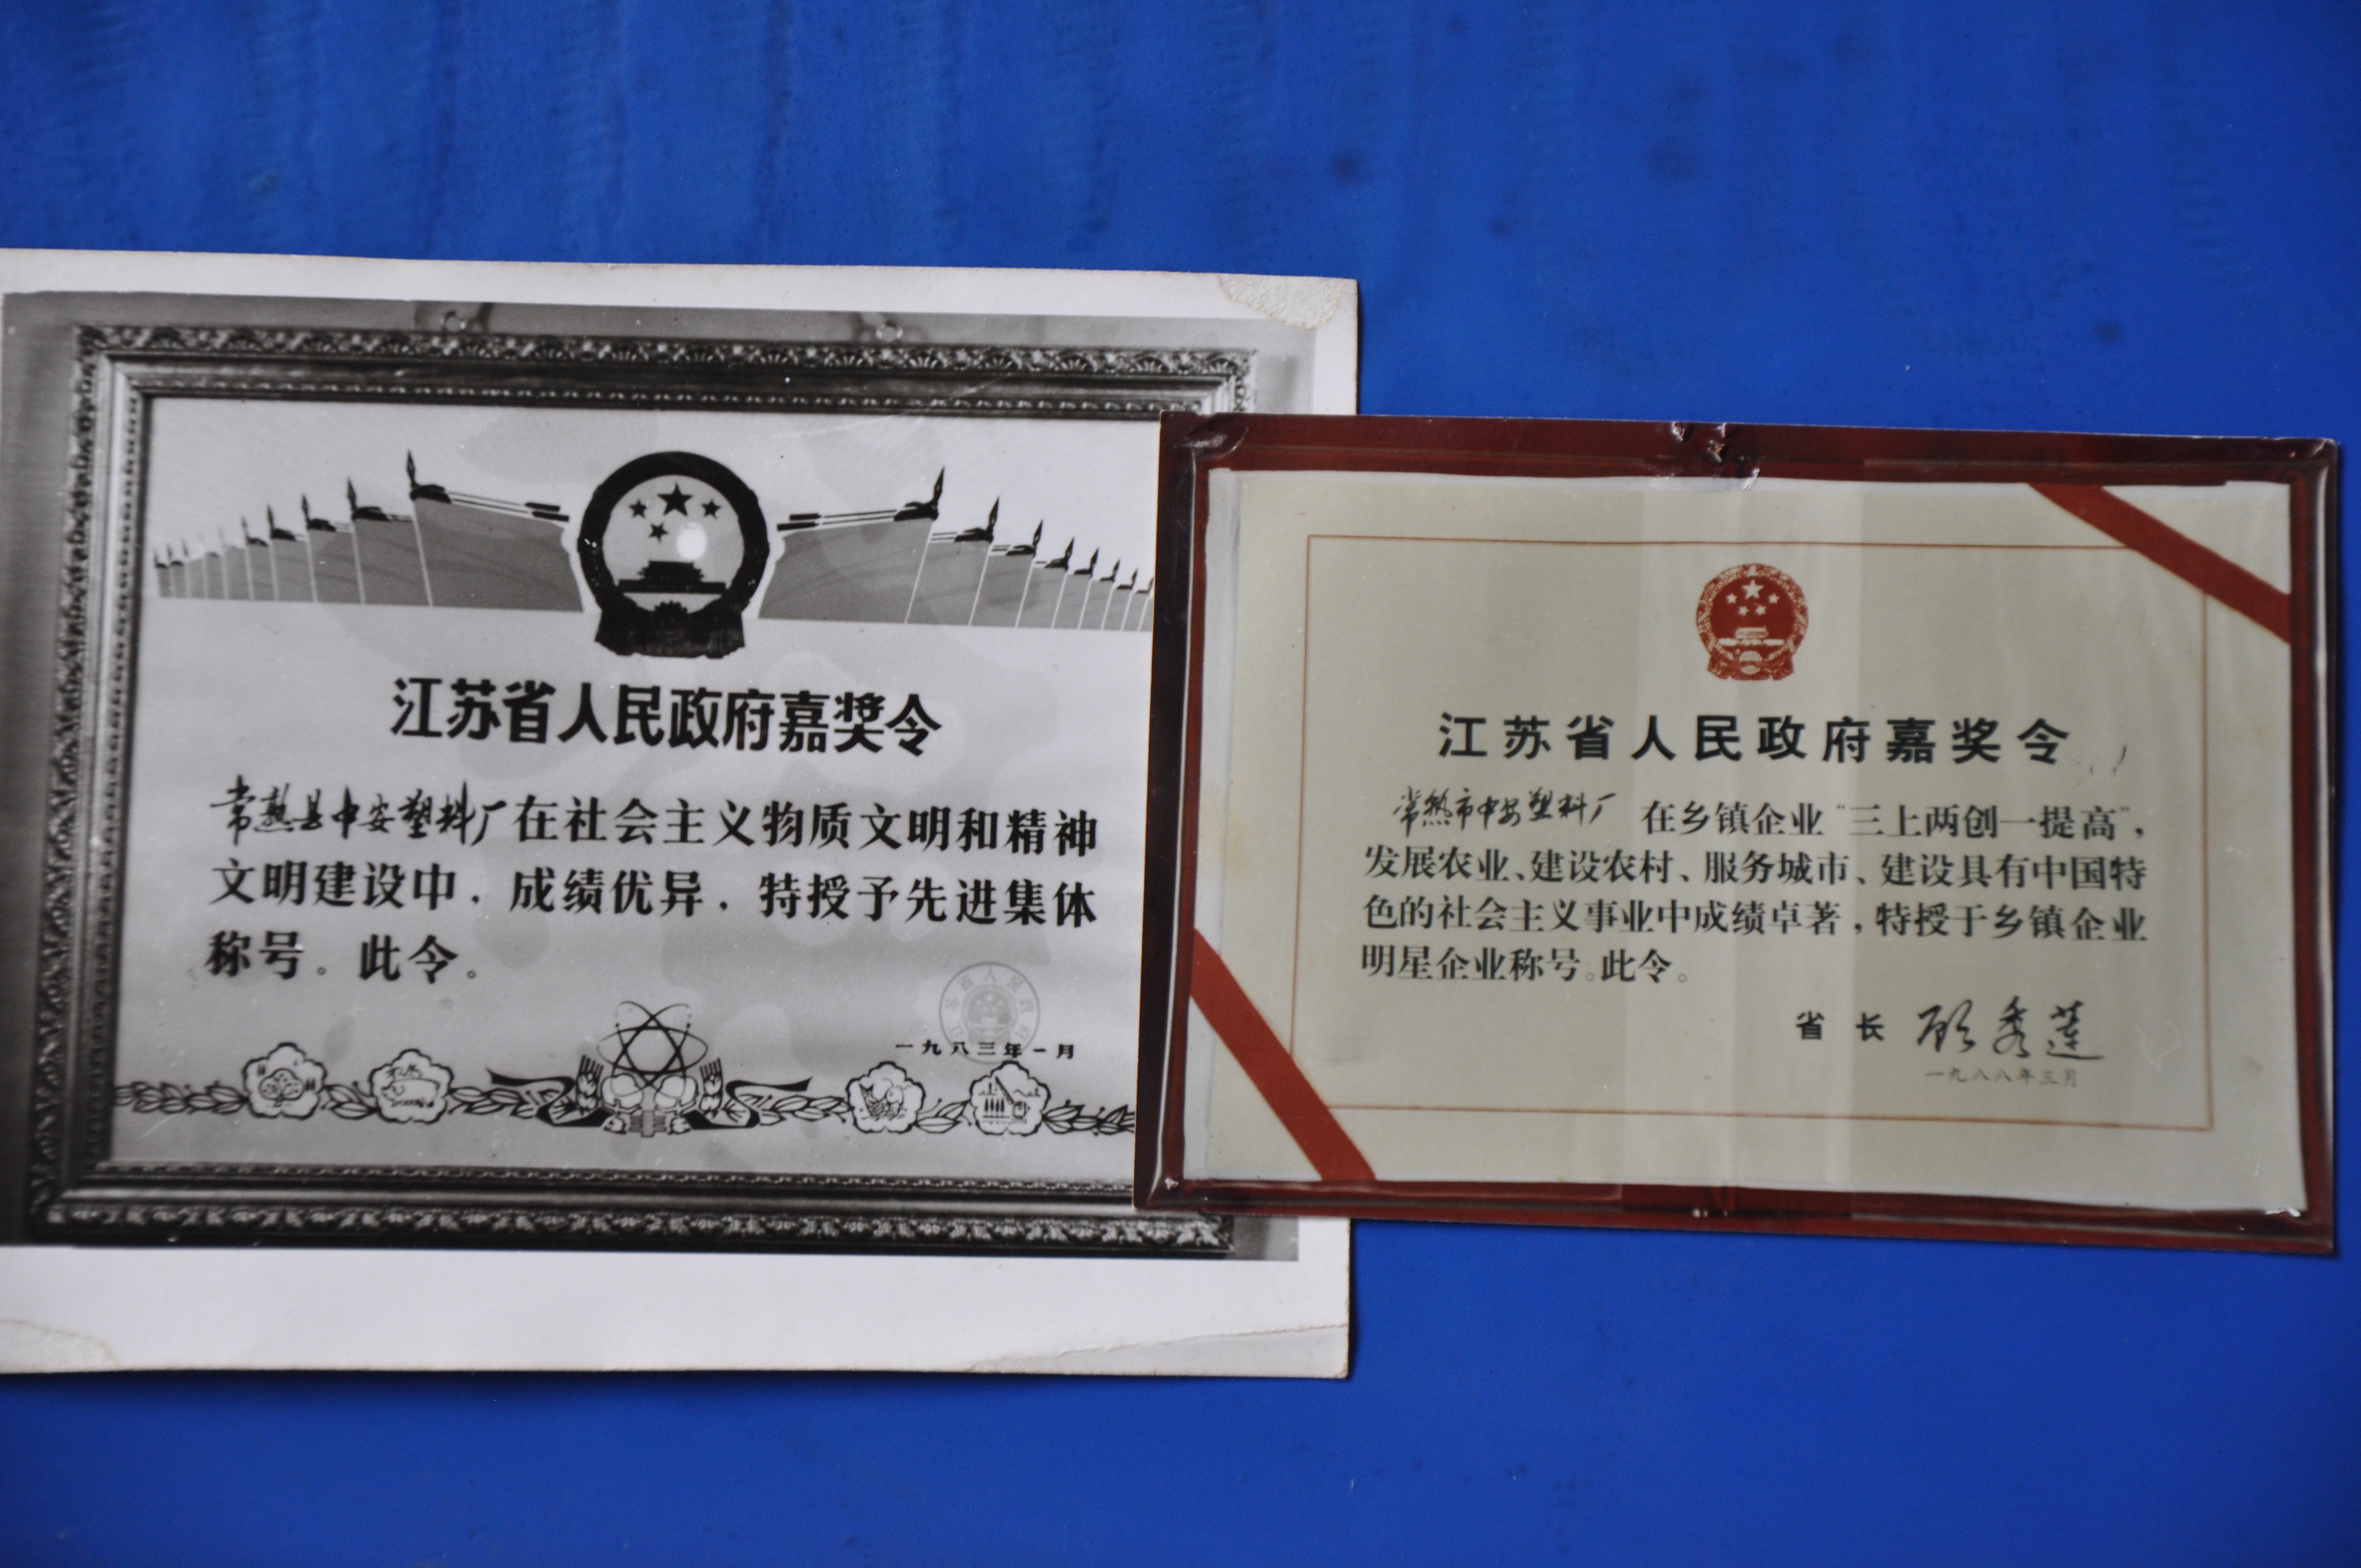 江苏省人民政府嘉奖令
常熟县中安塑料厂在社会主义物质文明和精神
文明建设中，成绩优异，特授予先进集体
称号。此令。
江苏省人民政府
一九八三年一月
江苏省人民政府嘉奖令
常熟市中安塑料厂 在乡镇企业“三上两创一提高”，
发展农业、建设农村、服务城市、建设具有中国特
色的社会主义事业中成绩卓著，特授于乡镇企业
明星企业称号。此令。
省长 顾秀莲
一九八八年三月